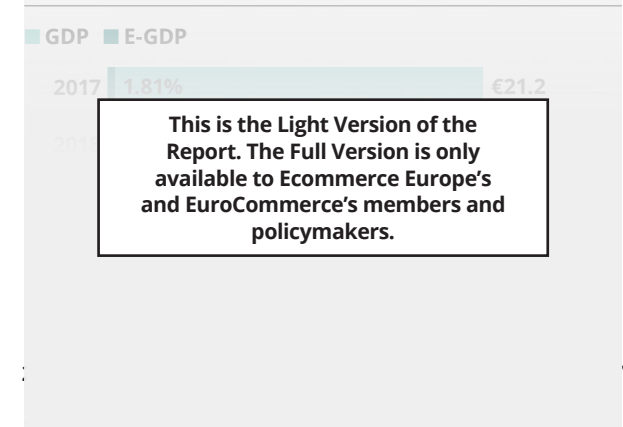 GDP E-GDP
2017 1.81% €21.2
2018
This is the Light Version of the
Report. The Full Version is only
available to Ecommerce Europe’s
and EuroCommerce’s members and
policymakers.